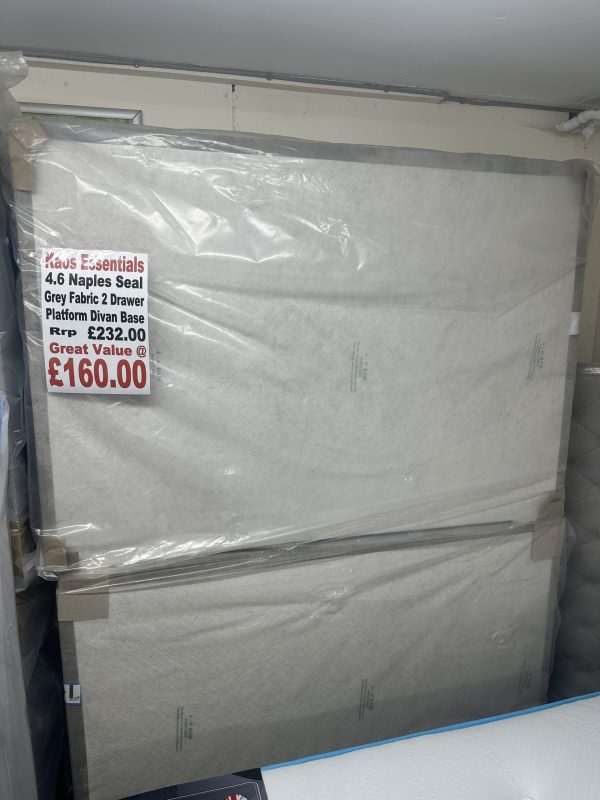 Kaos Essentials
4.6 Naples Seal
Grey Fabric 2 Drawer
Platform Divan Base
Rrp £232.00
Great Value @
£160.00